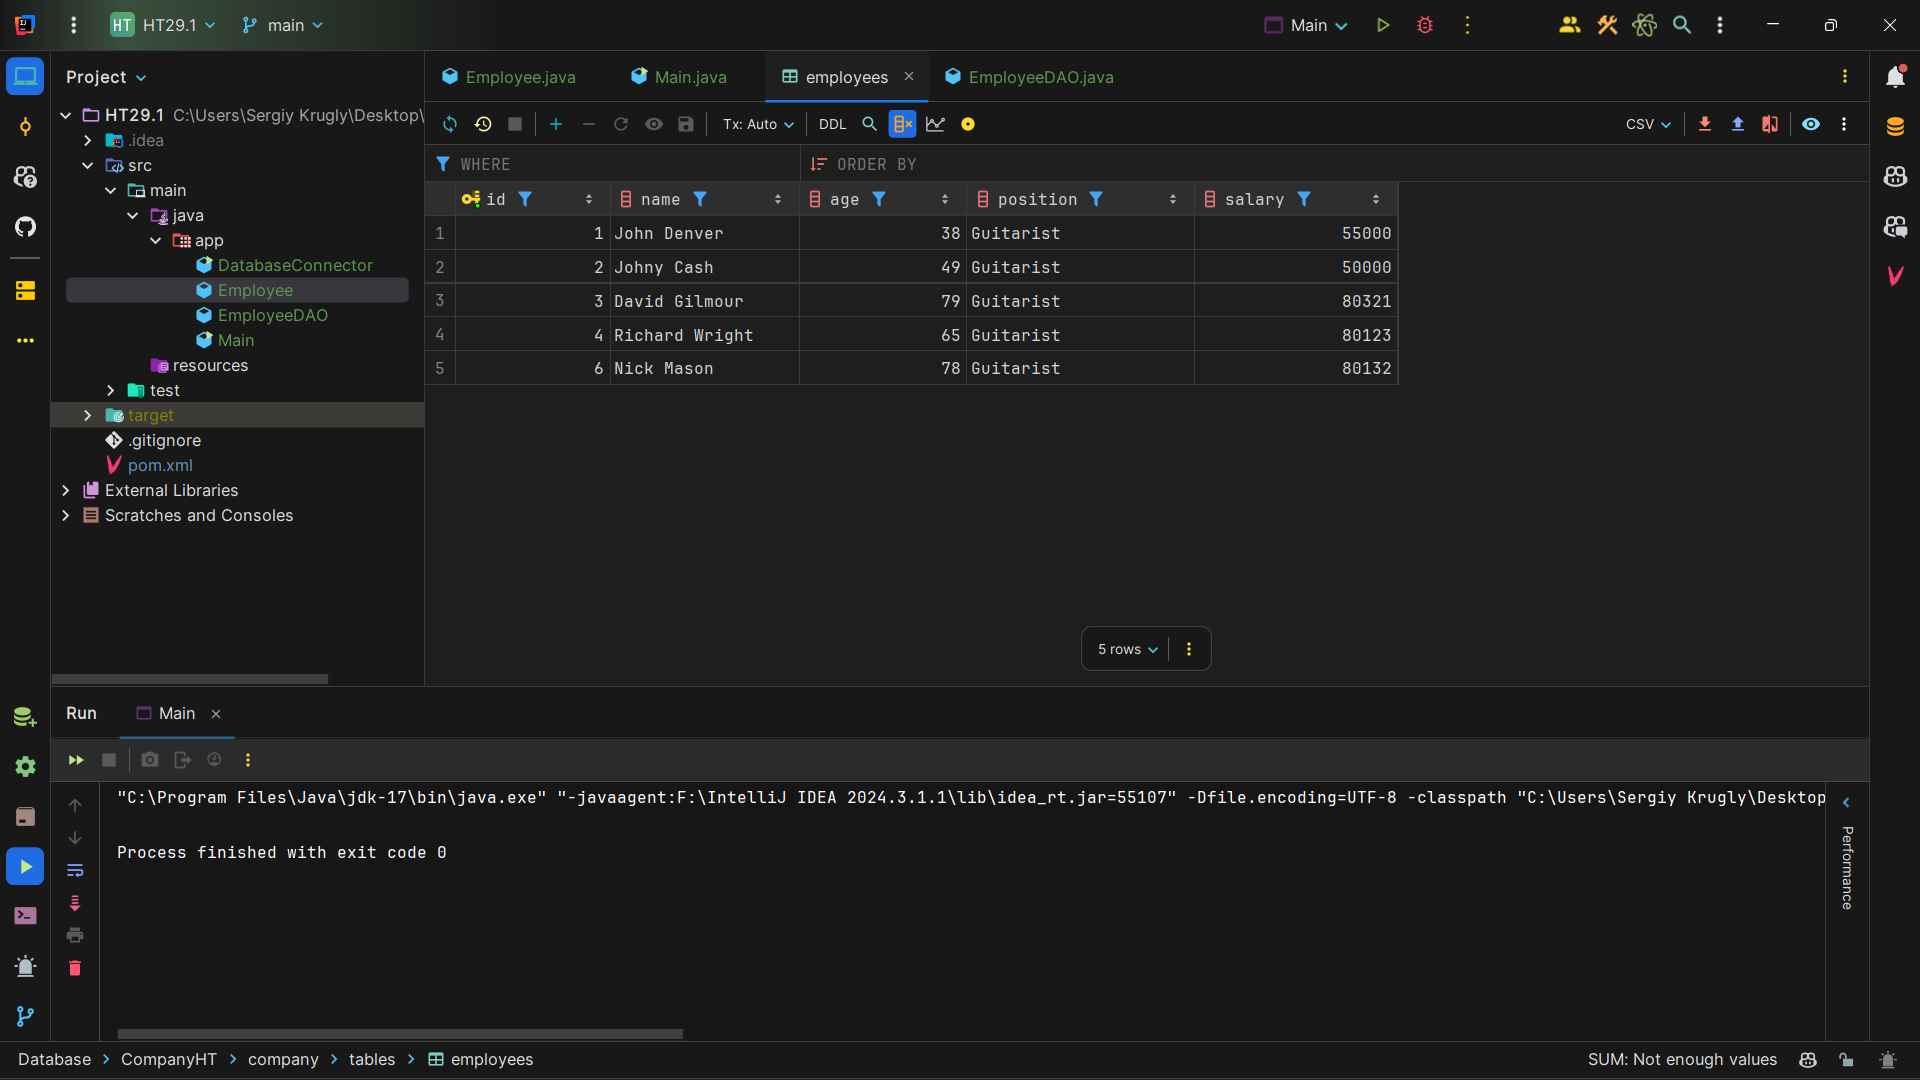 HT HT29.1 main Main
Project
Employee.java Main.java employees EmployeeDAO.java
HT29.1 C:\Users\Sergiy Krugly\Desktop\
.idea
src
main
java
app
DatabaseConnector
Employee
EmployeeDAO
Main
resources
test
target
.gitignore
pom.xml
External Libraries
Scratches and Consoles
Tx: Auto DDL CSV
WHERE ORDER BY
id name age position salary
1 1 John Denver 38 Guitarist 55000
2 2 Johny Cash 49 Guitarist 50000
3 3 David Gilmour 79 Guitarist 80321
4 4 Richard Wright 65 Guitarist 80123
5 6 Nick Mason 78 Guitarist 80132
5 rows
Run Main
"C:\Program Files\Java\jdk-17\bin\java.exe" "-javaagent:F:\IntelliJ IDEA 2024.3.1.1\lib\idea_rt.jar=55107" -Dfile.encoding=UTF-8 -classpath "C:\Users\Sergiy Krugly\Desktop
Process finished with exit code 0
Performance
Database CompanyHT company tables employees
SUM: Not enough values